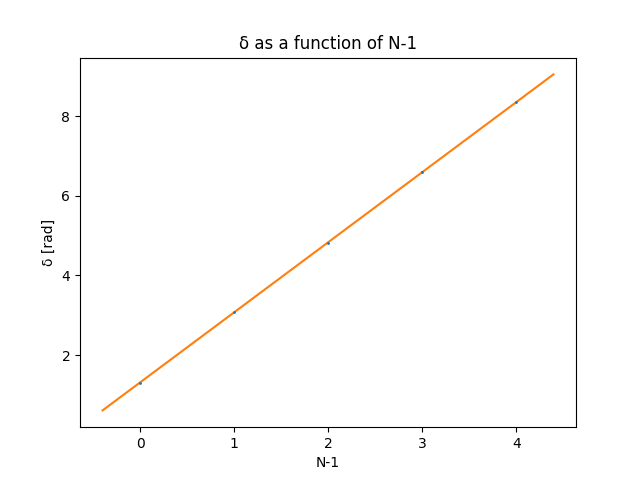 δ as a function of N-1
8
6
4
2
δ [rad]
0 1 2 3 4
N-1